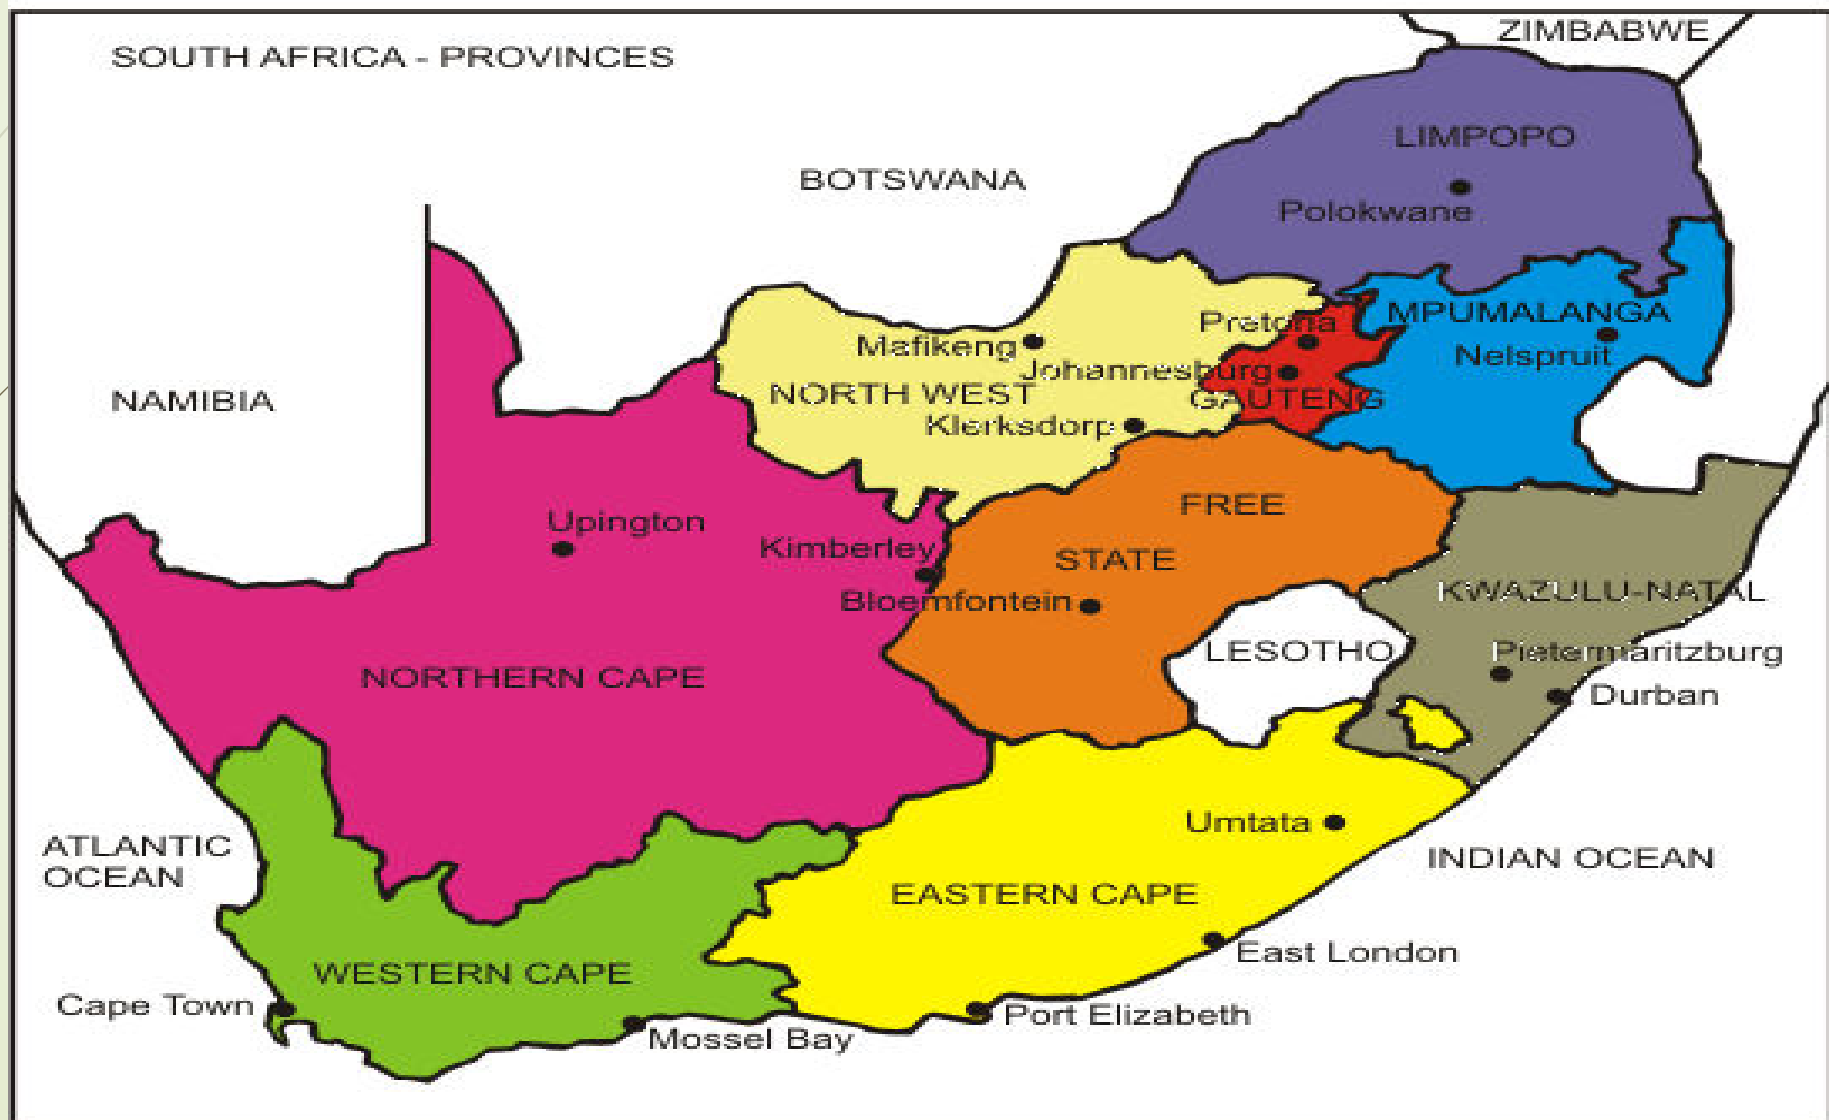 ZIMBABWE
SOUTH AFRICA - PROVINCES
LIMPOPO
BOTSWANA
Polokwane
MPUMALANGA
Pretoria
Mafikeng
Nelspruit
Johannesburg
NAMIBIA
NORTH WEST
GAUTENG
Klerksdorp
FREE
STATE
Upington
Kimberley
Bloemfontein
KWAZULU-NATAL
LESOTHO
Pietermaritzburg
NORTHERN CAPE
Durban
Umtata
ATLANTIC
OCEAN
INDIAN OCEAN
EASTERN CAPE
East London
WESTERN CAPE
Cape Town
Port Elizabeth
Mossel Bay